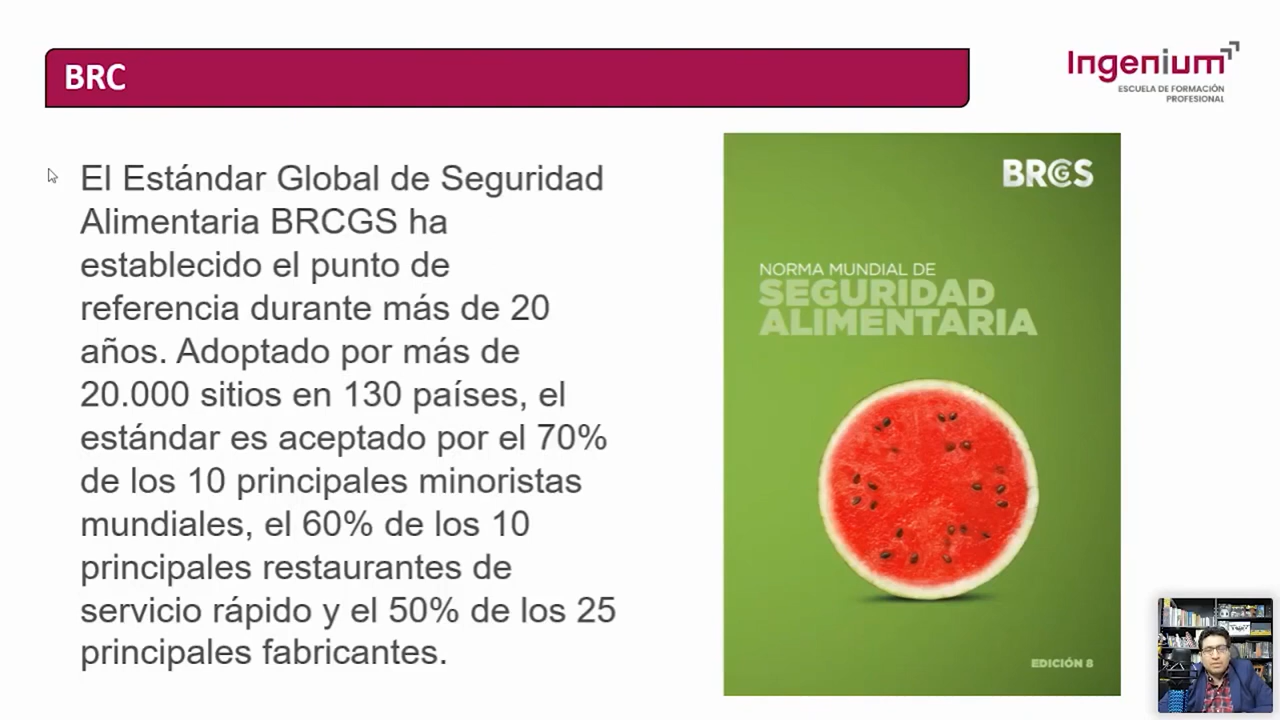 BRC
Ingenium
ESCUELA DE FORMACIÓN
PROFESIONAL
El Estándar Global de Seguridad
Alimentaria BRCGS ha
establecido el punto de
referencia durante más de 20
años. Adoptado por más de
20.000 sitios en 130 países, el
estándar es aceptado por el 70%
de los 10 principales minoristas
mundiales, el 60% de los 10
principales restaurantes de
servicio rápido y el 50% de los 25
principales fabricantes.
BRCGS
NORMA MUNDIAL DE
SEGURIDAD
ALIMENTARIA
EDICIÓN 8